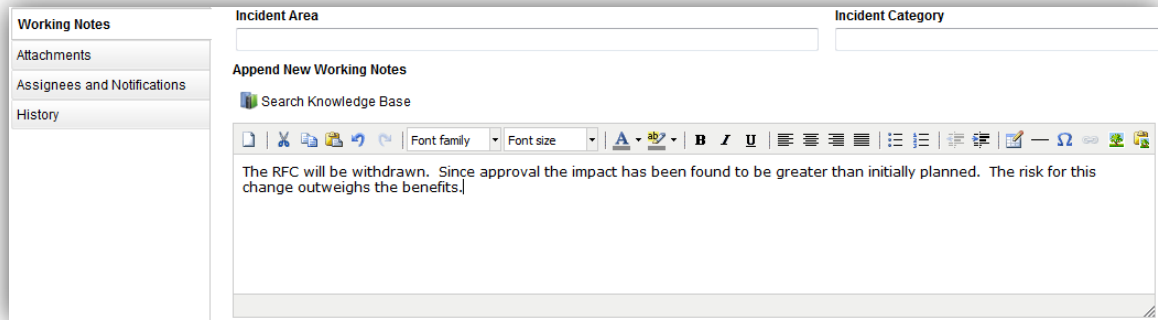 Working Notes
Attachments
Assignees and Notifications
History
Incident Area
Incident Category
Append New Working Notes
Search Knowledge Base
Font family
Font size
The RFC will be withdrawn.  Since approval the impact has been found to be greater than initially planned.  The risk for this
change outweighs the benefits.